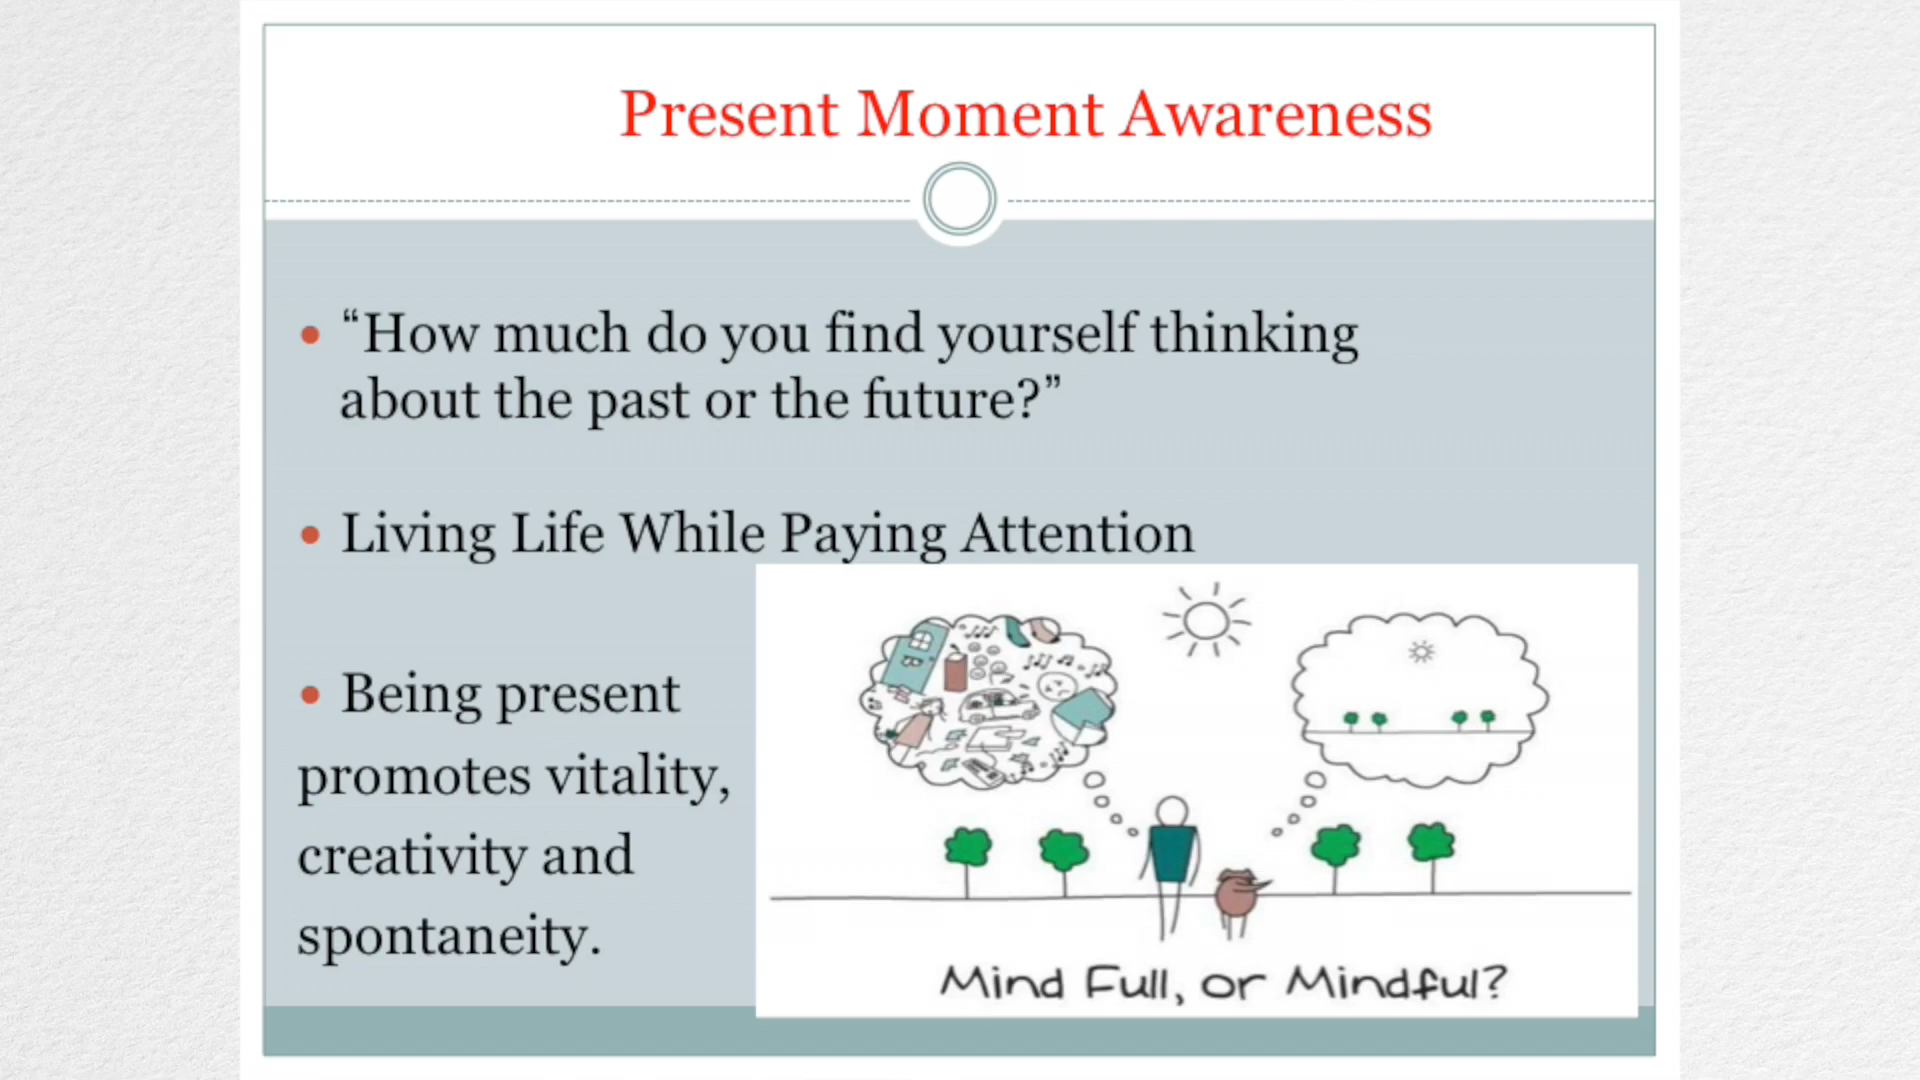 Present Moment Awareness
“How much do you find yourself thinking
about the past or the future?”
Living Life While Paying Attention
Being present
promotes vitality,
creativity and
spontaneity.
Mind Full, or Mindful?